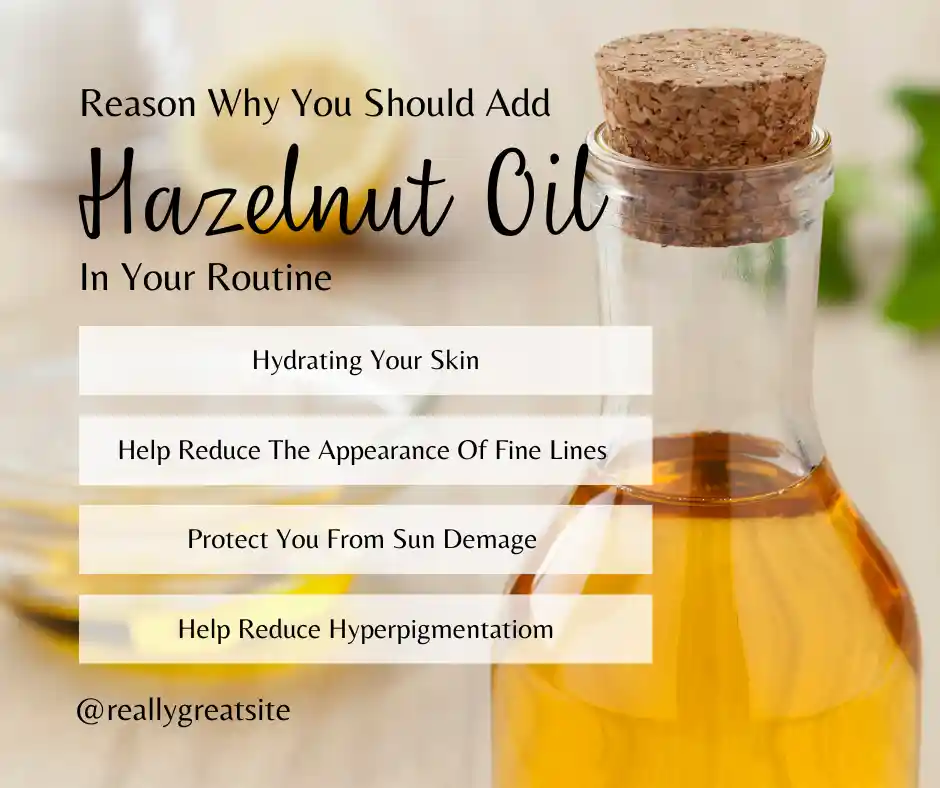 Reason Why You Should Add
Hazelnut Oil
In Your Routine
Hydrating Your Skin
Help Reduce The Appearance Of Fine Lines
Protect You From Sun Demage
Help Reduce Hyperpigmentatiom
@reallygreatsite